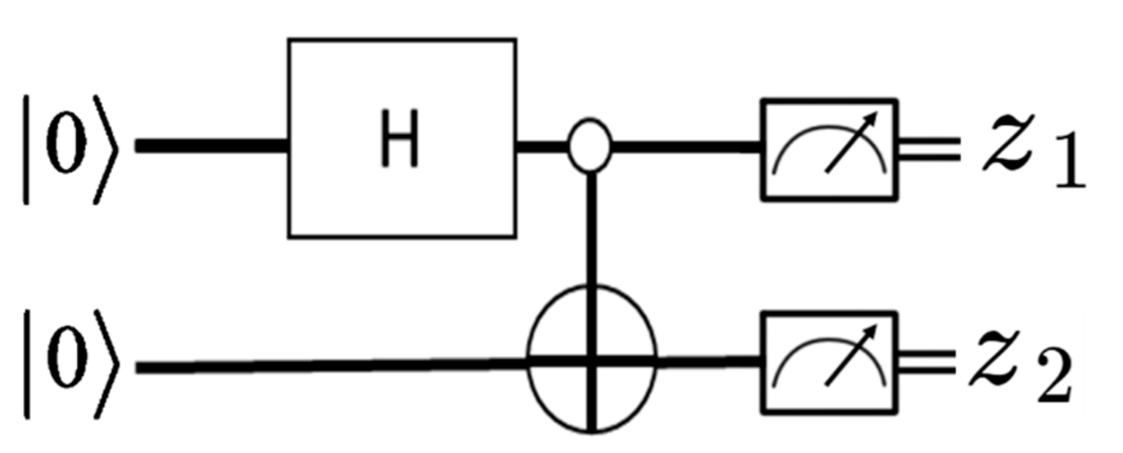 |0⟩ H z₁
|0⟩ z₂